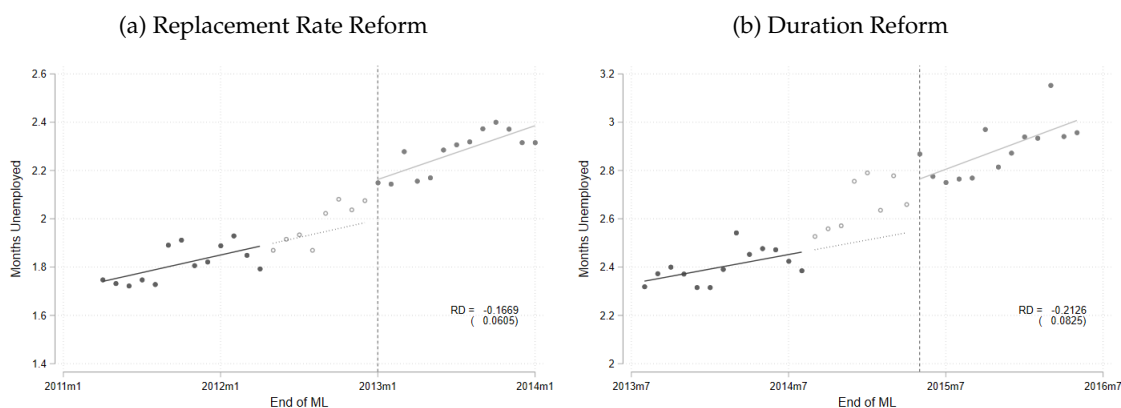 (a) Replacement Rate Reform
2.6
2.4
2.2
2
1.8
1.6
1.4
Months Unemployed
RD = -0.1669
( 0.0605)
2011m1
2012m1
2013m1
2014m1
End of ML
(b) Duration Reform
3.2
3
2.8
2.6
2.4
2.2
2
Months Unemployed
RD = -0.2126
( 0.0825)
2013m7
2014m7
2015m7
2016m7
End of ML